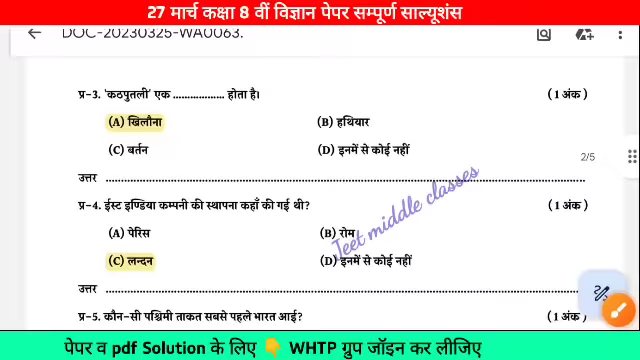 27 मार्च कक्षा 8 वीं विज्ञान पेपर सम्पूर्ण साल्यूशंस
DOC-20230325-WA0063.
प्र-3. 'कठपुतली' एक .................. होता है। (1 अंक)
(A) खिलौना (B) हथियार
(C) बर्तन (D) इनमें से कोई नहीं
2/5
उत्तर ..................................................................
Jeet middle classes
प्र-4. ईस्ट इण्डिया कम्पनी की स्थापना कहाँ की गई थी? (1 अंक)
(A) पेरिस (B) रोम
(C) लन्दन (D) इनमें से कोई नहीं
उत्तर ..................................................................
प्र-5. कौन-सी पश्चिमी ताकत सबसे पहले भारत आई? (1 अंक)
पेपर व pdf Solution के लिए 👇 WHTP ग्रुप जॉइन कर लीजिए